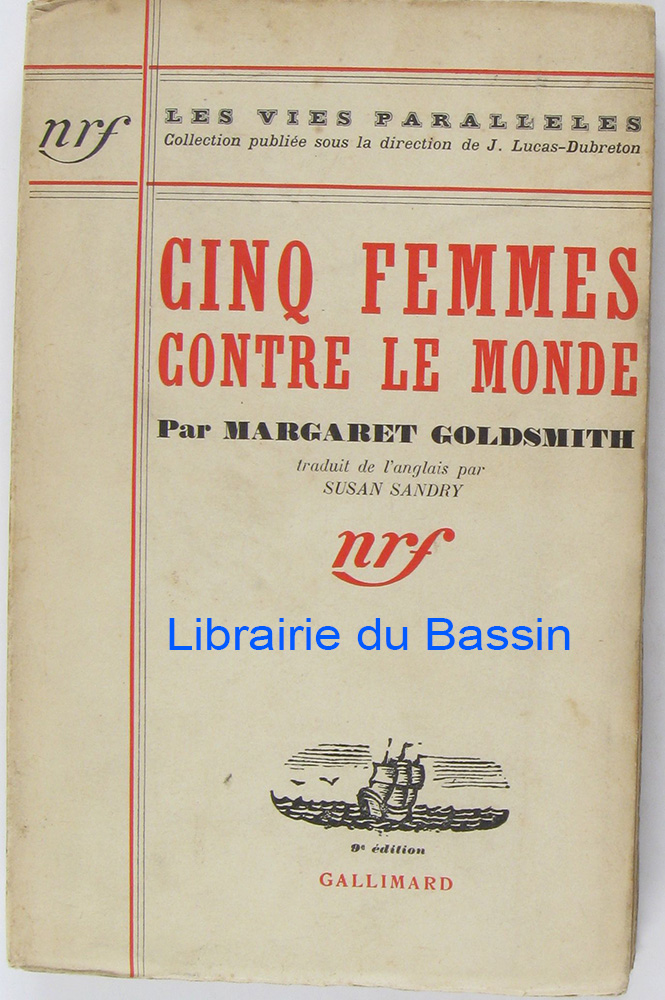 nrf
LES VIES PARALLELES
Collection publiée sous la direction de J. Lucas-Dubreton
CINQ FEMMES
CONTRE LE MONDE
Par MARGARET GOLDSMITH
traduit de l'anglais par
SUSAN SANDRY
nrf
Librairie du Bassin
9e édition
GALLIMARD